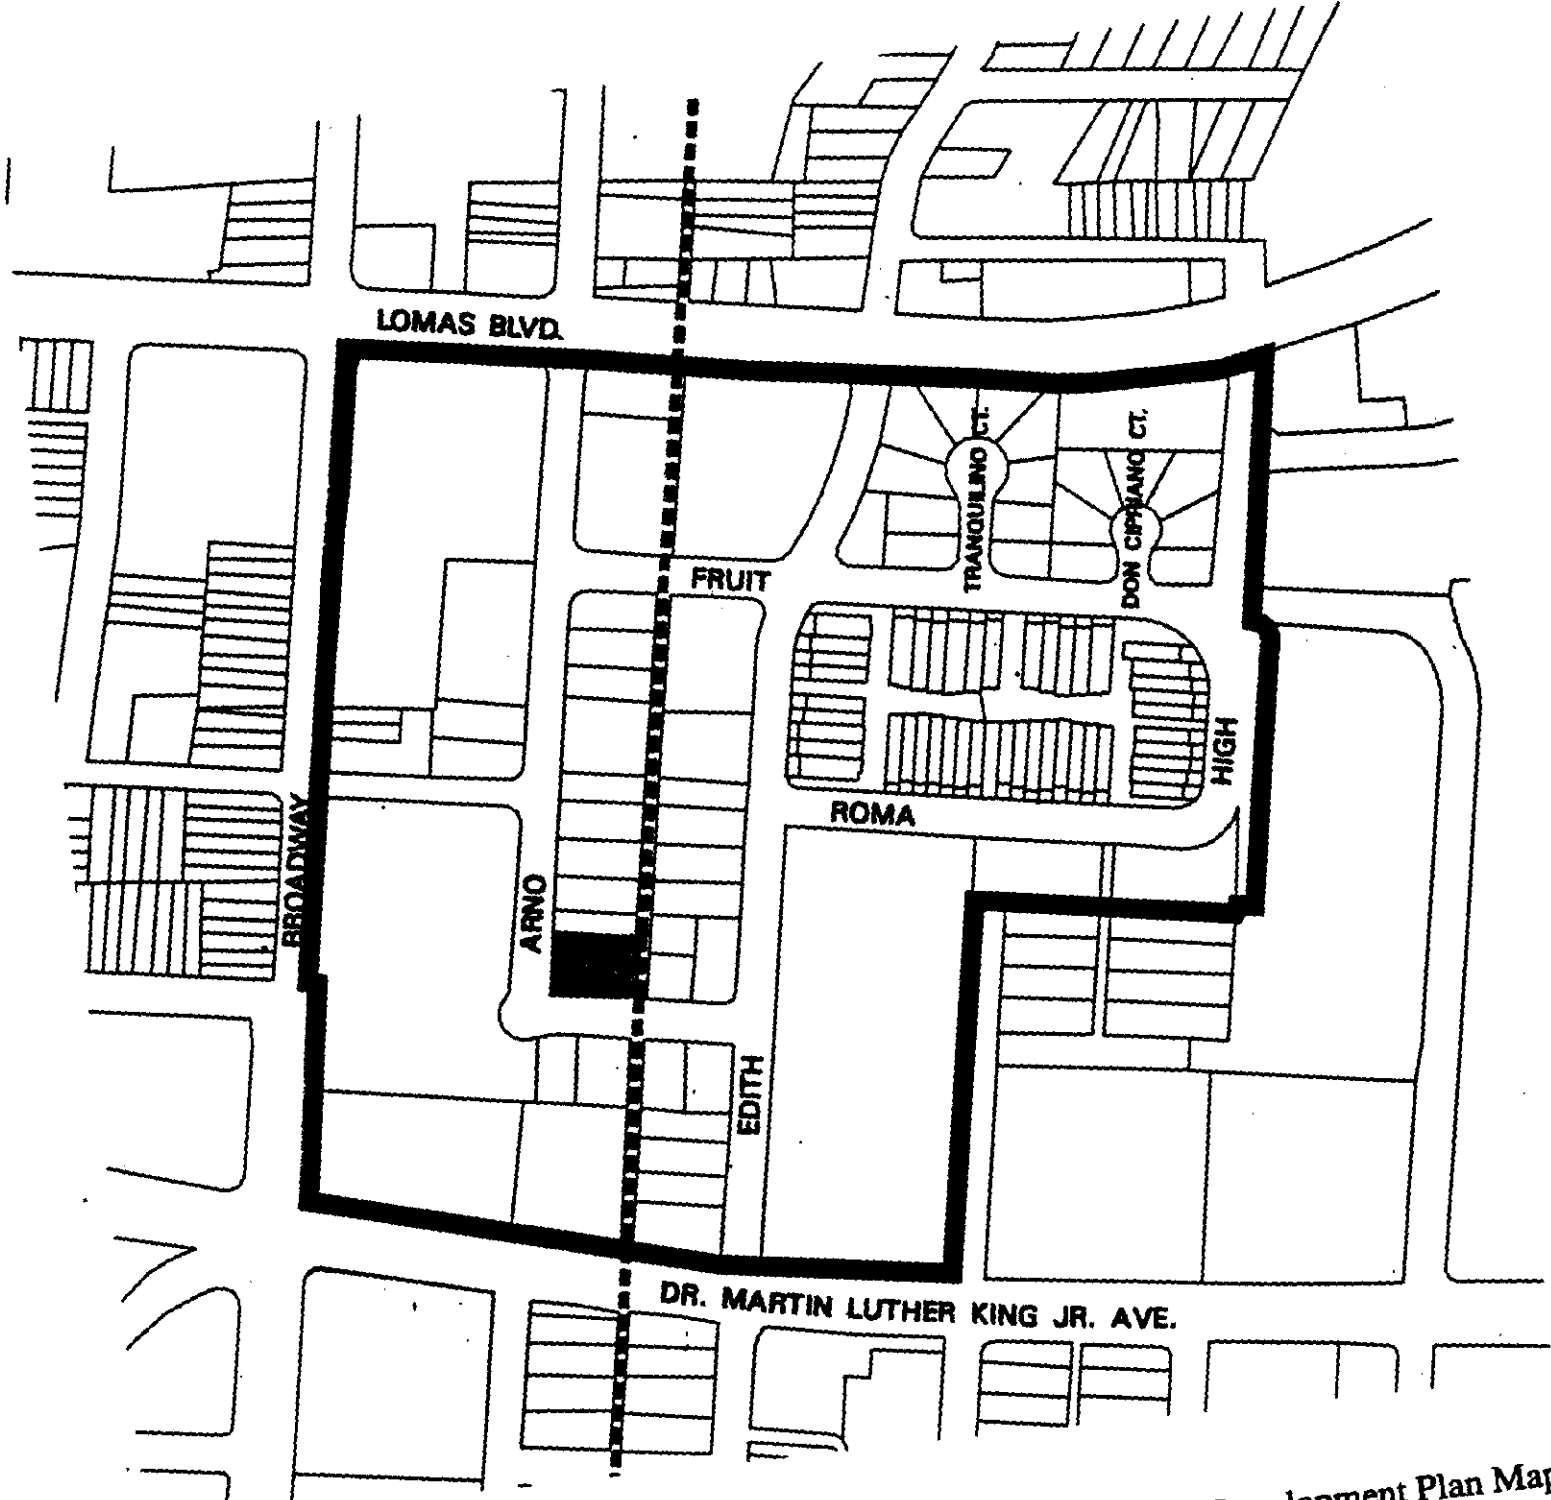 LOMAS BLVD.
TRANQUILINO CT.
DON CIPRIANO CT.
FRUIT
HIGH
ROMA
BROADWAY
ARNO
EDITH
DR. MARTIN LUTHER KING JR. AVE.
Plan Map